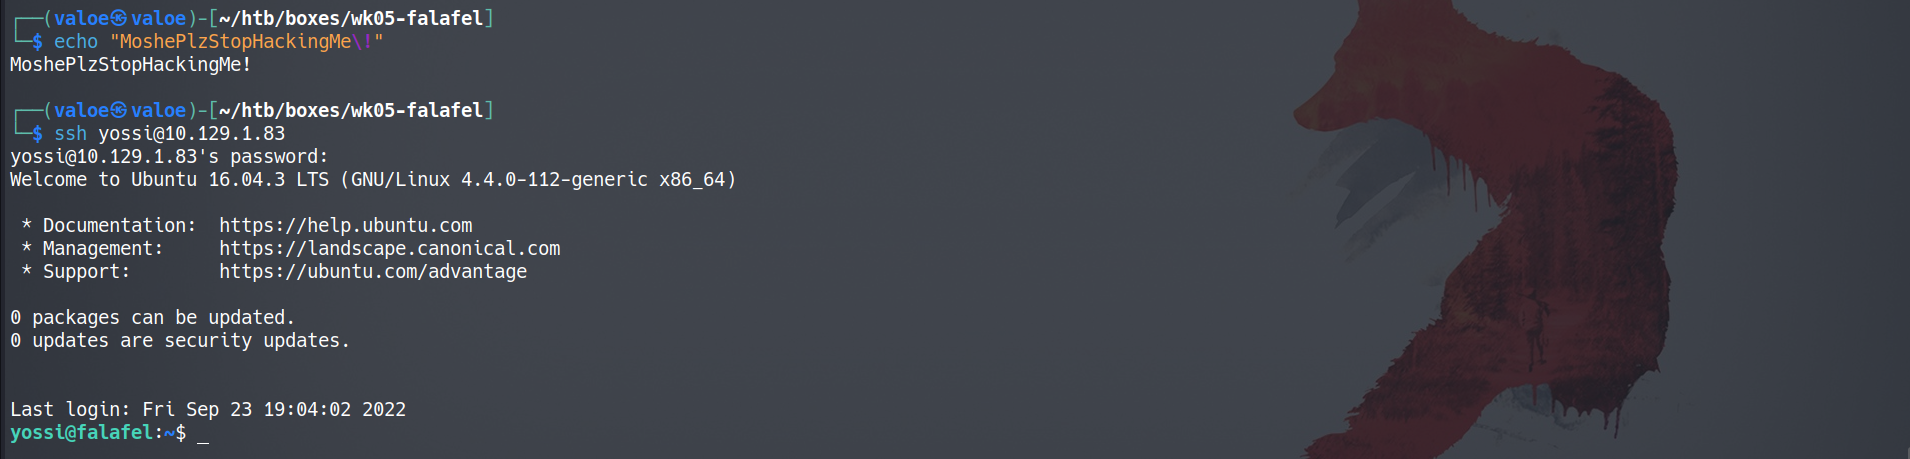 ┌──(valoe㉿valoe)-[~/htb/boxes/wk05-falafel]
└─$ echo "MoshePlzStopHackingMe\!"
MoshePlzStopHackingMe!
┌──(valoe㉿valoe)-[~/htb/boxes/wk05-falafel]
└─$ ssh yossi@10.129.1.83
yossi@10.129.1.83's password:
Welcome to Ubuntu 16.04.3 LTS (GNU/Linux 4.4.0-112-generic x86_64)
* Documentation:  https://help.ubuntu.com
* Management:     https://landscape.canonical.com
* Support:        https://ubuntu.com/advantage
0 packages can be updated.
0 updates are security updates.
Last login: Fri Sep 23 19:04:02 2022
yossi@falafel:~$ _